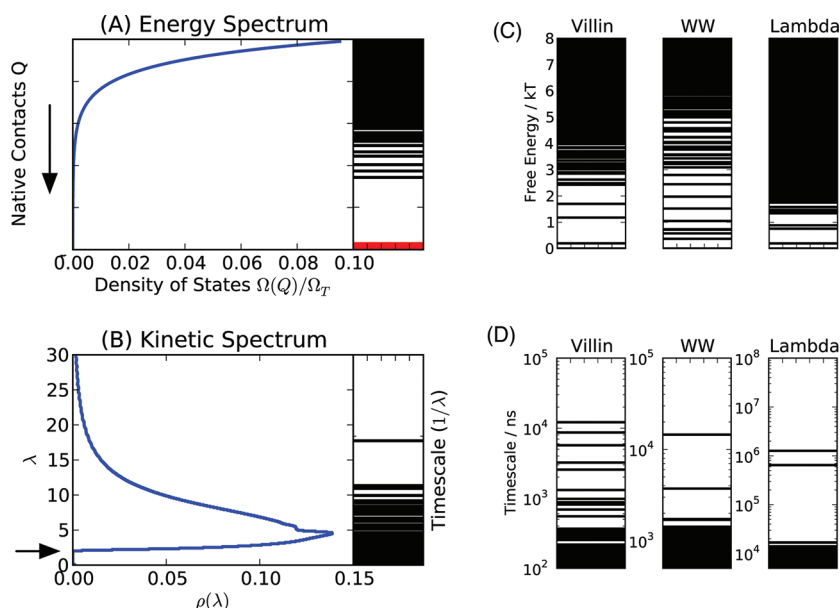 (A) Energy Spectrum
Native Contacts Q
0.00 0.02 0.04 0.06 0.08 0.10
Density of States Ω(Q)/Ω_T
(B) Kinetic Spectrum
30
25
20
15
10
5
0
λ
0.00 0.05 0.10 0.15
ρ(λ)
Timescale (1/λ)
(C)
Villin WW Lambda
Free Energy / kT
8
7
6
5
4
3
2
1
0
(D)
Villin WW Lambda
Timescale / ns
10^5
10^4
10^3
10^2
10^5
10^4
10^3
10^8
10^7
10^6
10^5
10^4